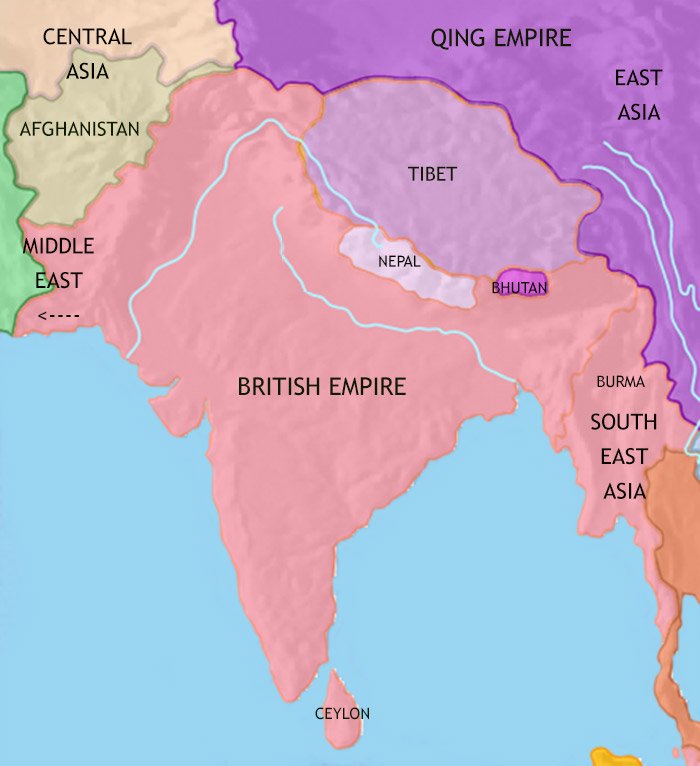 CENTRAL
ASIA
QING EMPIRE
EAST
ASIA
AFGHANISTAN
TIBET
MIDDLE
EAST
<----
NEPAL
BHUTAN
BRITISH EMPIRE
BURMA
SOUTH
EAST
ASIA
CEYLON